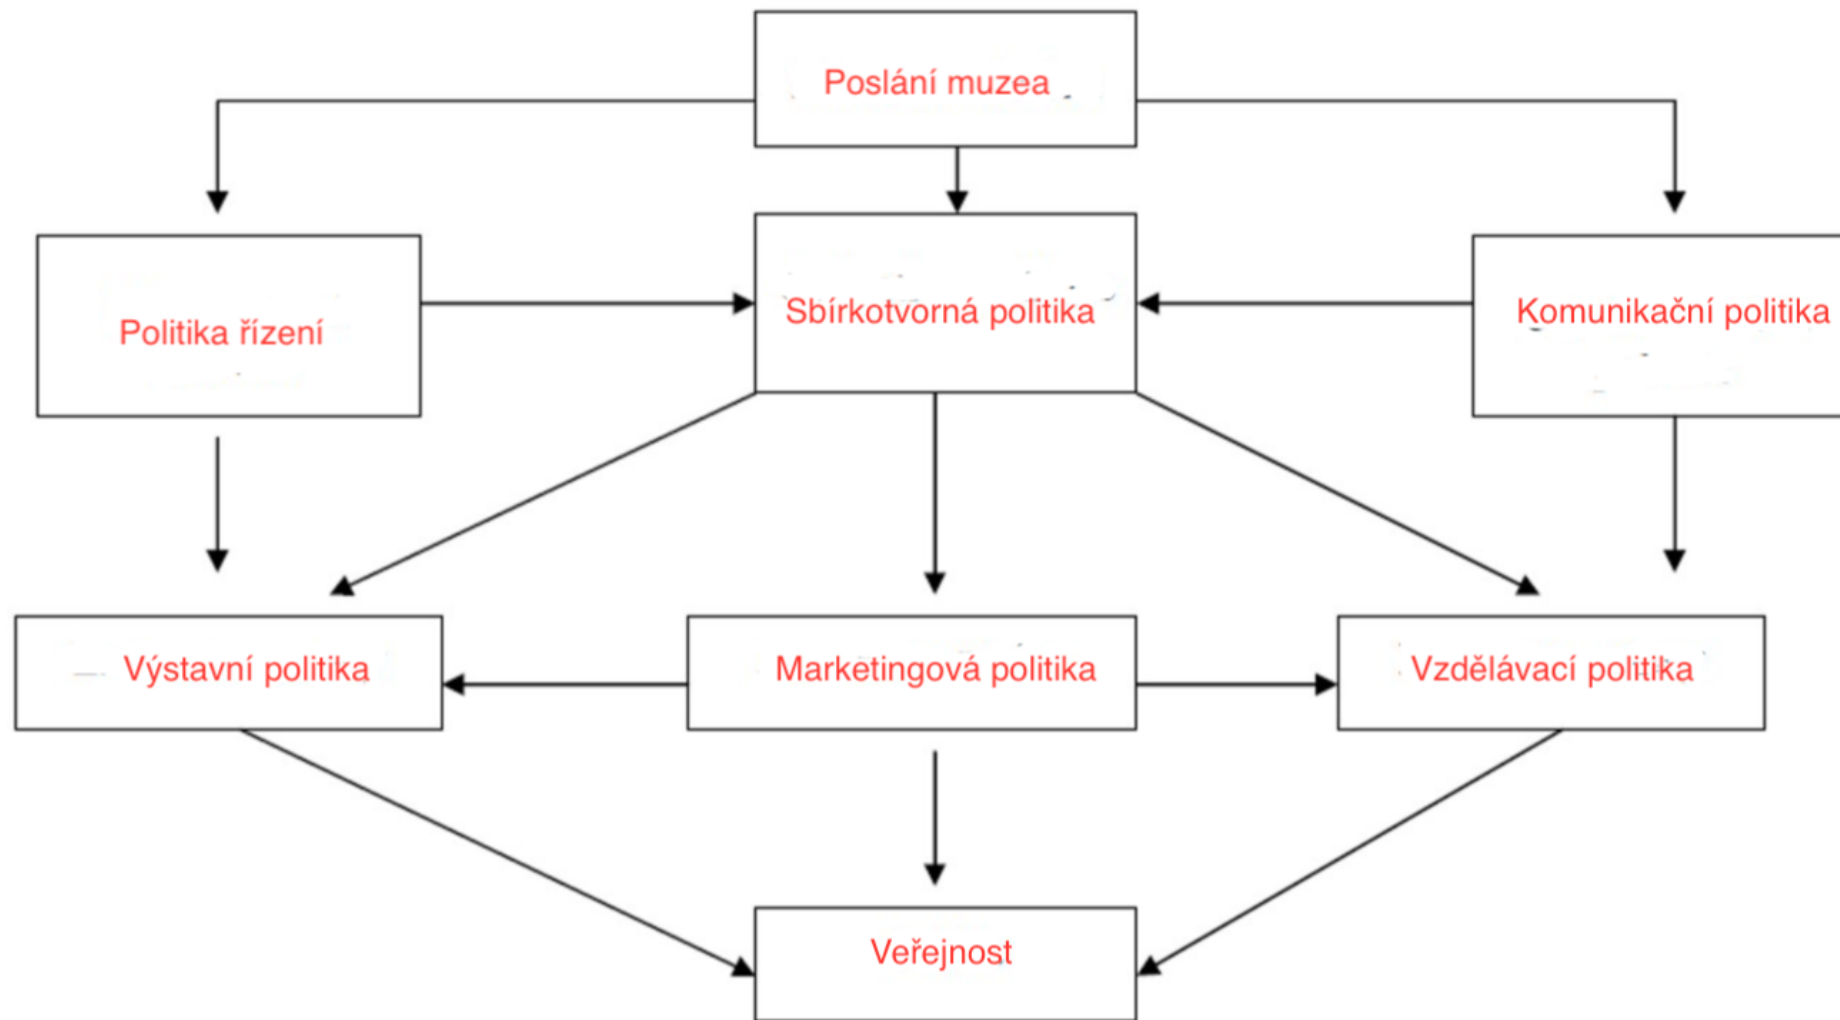 Poslání muzea
Politika řízení
Sbírkotvorná politika
Komunikační politika
Výstavní politika
Marketingová politika
Vzdělávací politika
Veřejnost